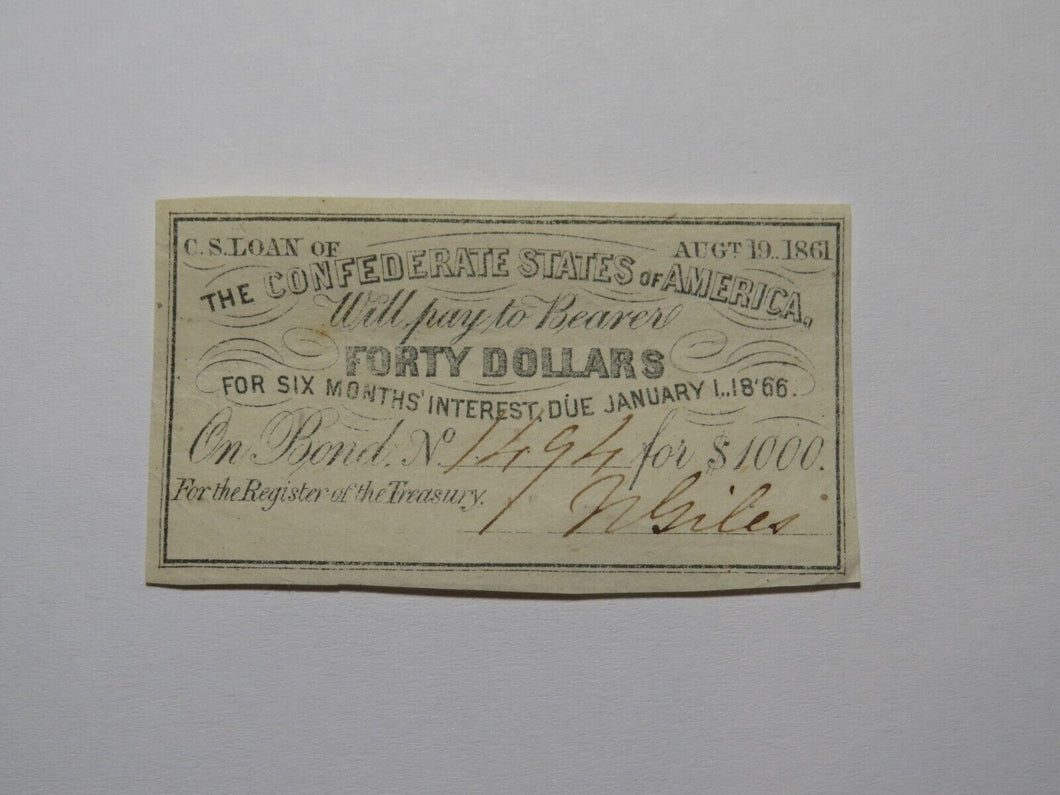 C. S. LOAN OF AUGT 19.. 1861
THE CONFEDERATE STATES OF AMERICA,
Will pay to Bearer
FORTY DOLLARS
FOR SIX MONTHS' INTEREST, DUE JANUARY 1..18'66.
On Bond, No 1494 for $1000.
For the Register of the Treasury.
N Giles